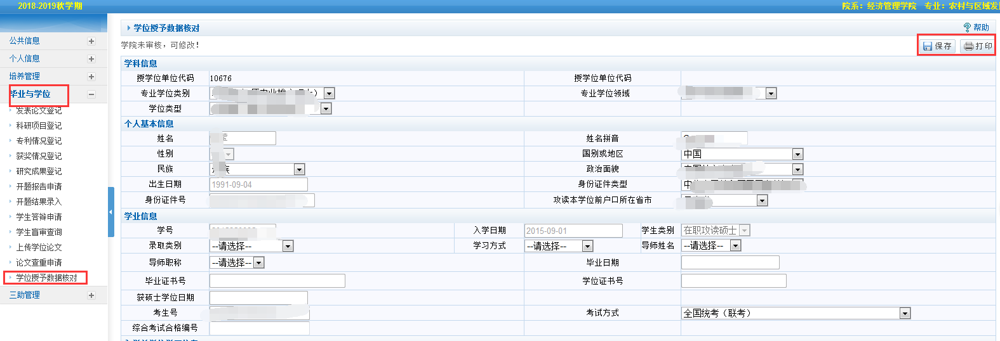 2018-2019秋学期
院系：经济管理学院 专业：农村与区域发
公共信息
个人信息
培养管理
毕业与学位
发表论文登记
科研项目登记
专利情况登记
获奖情况登记
研究成果登记
开题报告申请
开题结果录入
学生答辩申请
学生盲审查询
上传学位论文
论文查重申请
学位授予数据核对
三助管理
学位授予数据核对
帮助
学院未审核，可修改！
保存 打印
学科信息
授学位单位代码 10676 授学位单位代码
专业学位类别 专业学位领域
学位类型
个人基本信息
姓名 姓名拼音
性别 国别或地区 中国
民族 族 政治面貌
出生日期 1991-09-04 身份证件类型
身份证件号 攻读本学位前户口所在省市
学业信息
学号 入学日期 2015-09-01 学生类别 在职攻读硕士
录取类别 --请选择-- 学习方式 --请选择-- 导师姓名 --请选择--
导师职称 --请选择-- 毕业日期
毕业证书号 学位证书号
获硕士学位日期
考生号 考试方式 全国统考（联考）
综合考试合格编号